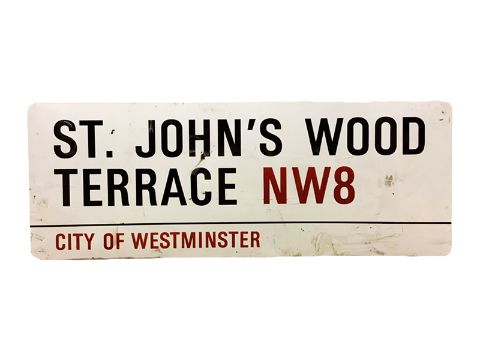 ST. JOHN'S WOOD
TERRACE NW8
CITY OF WESTMINSTER